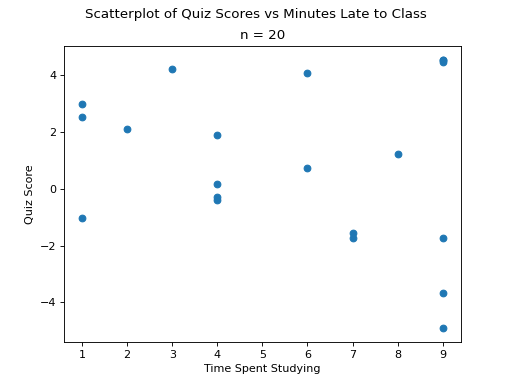 Scatterplot of Quiz Scores vs Minutes Late to Class
n = 20
4
2
0
−2
−4
Quiz Score
1 2 3 4 5 6 7 8 9
Time Spent Studying